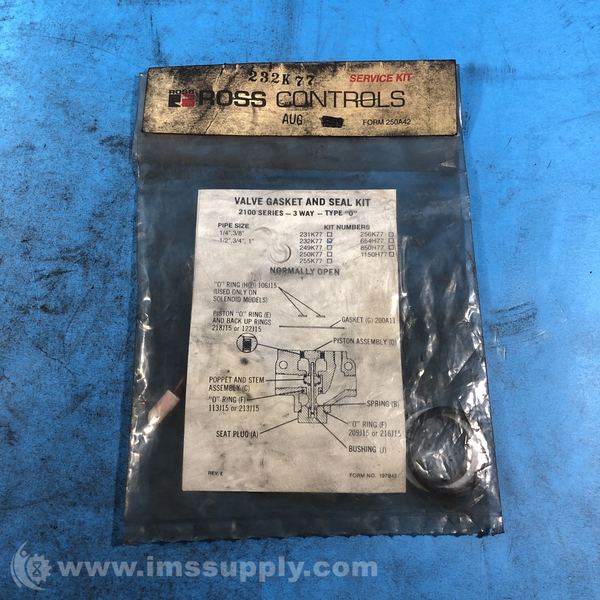 232K77
SERVICE KIT
ROSS
ROSS CONTROLS
AUG
FORM 250A42
VALVE GASKET AND SEAL KIT
2100 SERIES – 3 WAY – TYPE "O"
PIPE SIZE
KIT NUMBERS
1/4", 3/8"
231K77
256K77
1/2", 3/4", 1"
232K77
664H77
249K77
850H77
250K77
1150H77
255K77
NORMALLY OPEN
"O" RING (H)(I) 106J15
(USED ONLY ON
SOLENOID MODELS)
PISTON "O" RING (E)
AND BACK UP RINGS
218J15 or 122J15
GASKET (G) 200A11
PISTON ASSEMBLY (D)
POPPET AND STEM
ASSEMBLY (C)
"O" RING (F)
113J15 or 213J15
SPRING (B)
SEAT PLUG (A)
"O" RING (F)
209J15 or 216J15
BUSHING (J)
REV. E
FORM NO. 197B43
© www.imssupply.com/